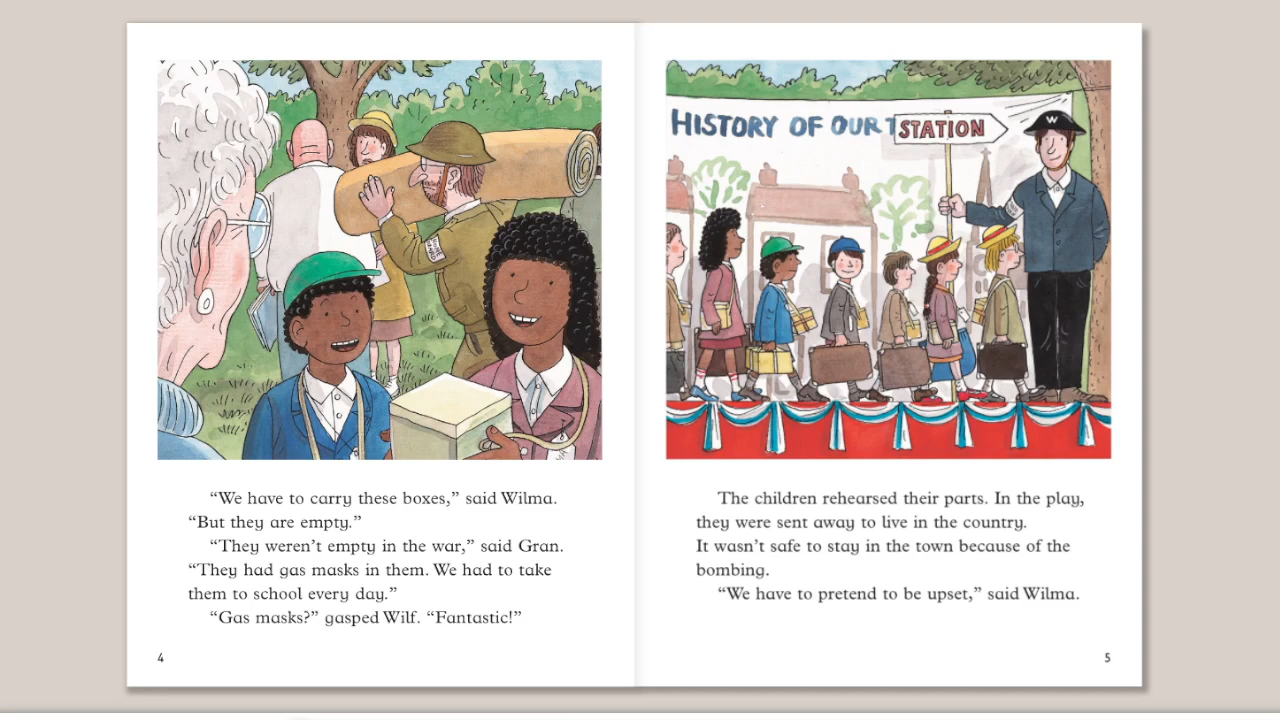 HISTORY OF OUR T
STATION
W
“We have to carry these boxes,” said Wilma.
“But they are empty.”
“They weren’t empty in the war,” said Gran.
“They had gas masks in them. We had to take
them to school every day.”
“Gas masks?” gasped Wilf. “Fantastic!”
4
The children rehearsed their parts. In the play,
they were sent away to live in the country.
It wasn’t safe to stay in the town because of the
bombing.
“We have to pretend to be upset,” said Wilma.
5